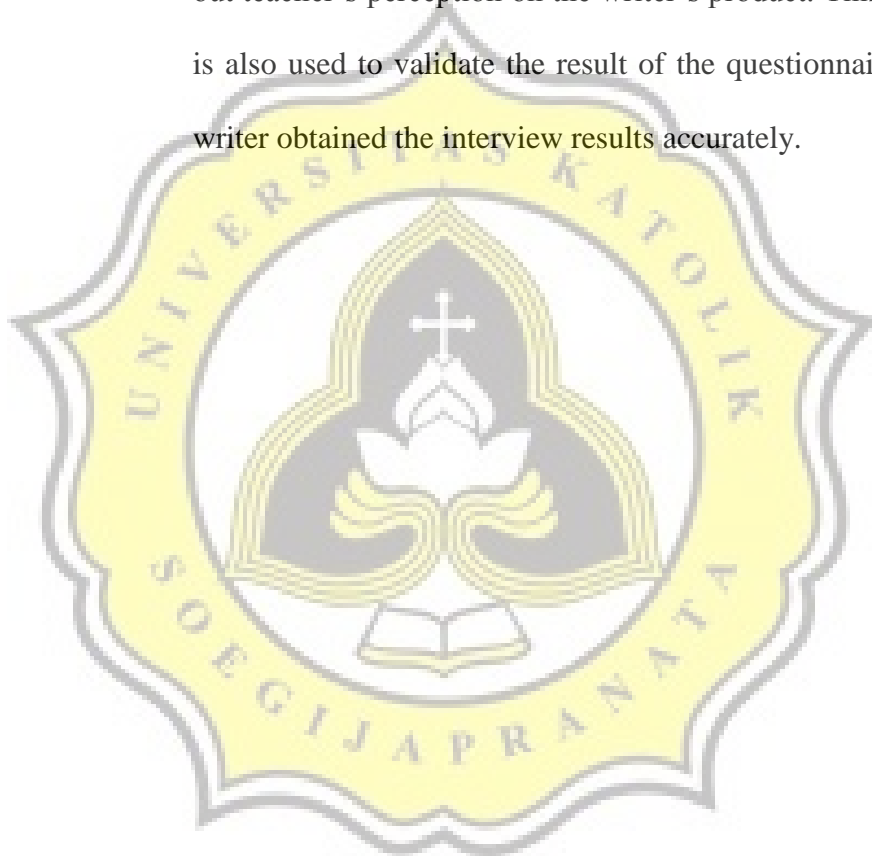 out teacher's perception on the writer's product. This
is also used to validate the result of the
writer obtained the interview results accurately.
UNIVERSITAS KATOLIK
SOEGIJAPRANATA